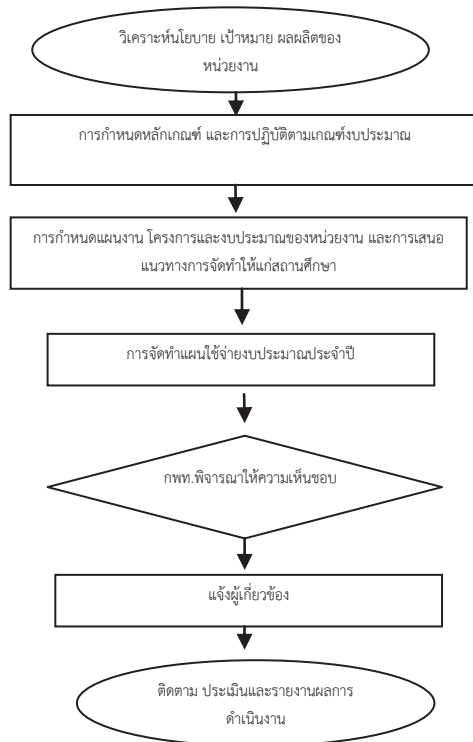 วิเคราะห์นโยบาย เป้าหมาย ผลผลิตของ
หน่วยงาน
การกำหนดหลักเกณฑ์ และการปฏิบัติตามเกณฑ์งบประมาณ
การกำหนดแผนงาน โครงการและงบประมาณของหน่วยงาน และการเสนอ
แนวทางการจัดทำให้แก่สถานศึกษา
การจัดทำแผนใช้จ่ายงบประมาณประจำปี
กพท.พิจารณาให้ความเห็นชอบ
แจ้งผู้เกี่ยวข้อง
ติดตาม ประเมินและรายงานผลการ
ดำเนินงาน